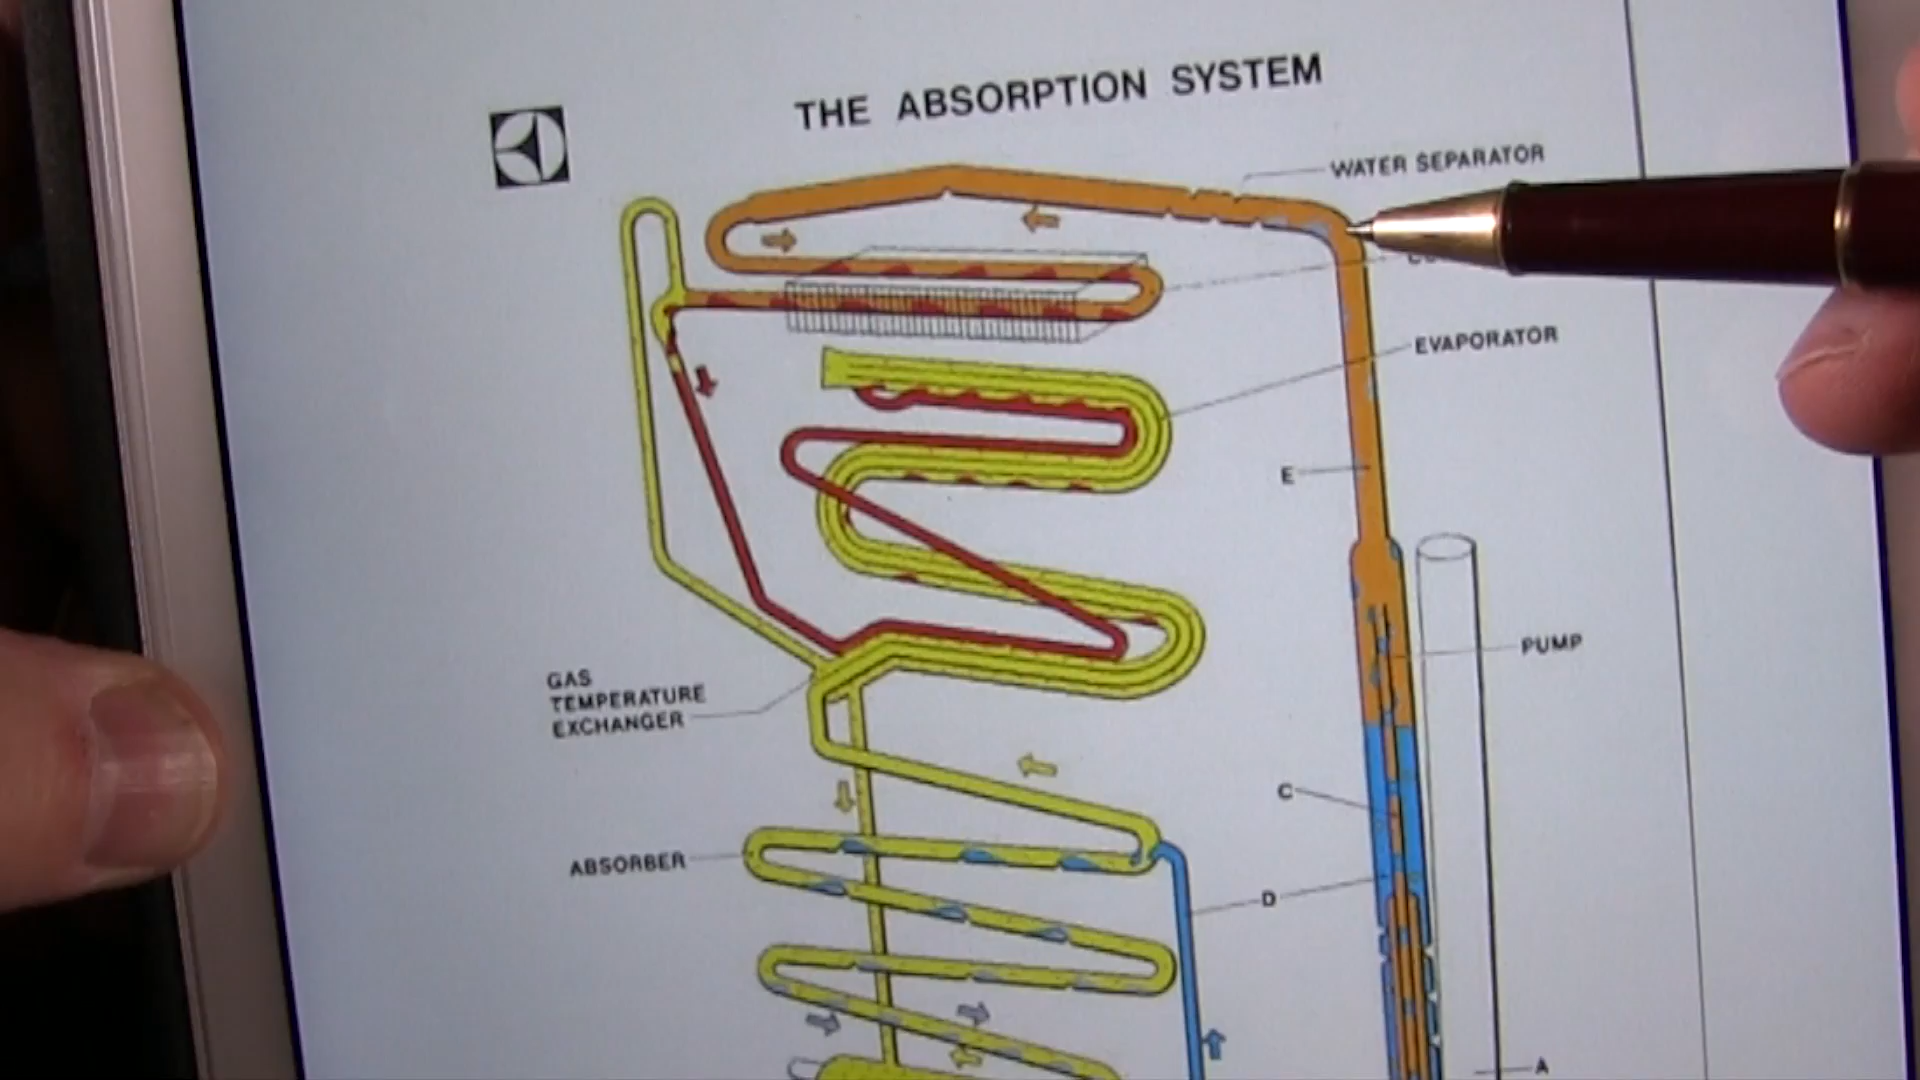 THE ABSORPTION SYSTEM
WATER SEPARATOR
EVAPORATOR
E
PUMP
GAS
TEMPERATURE
EXCHANGER
C
ABSORBER
D
A